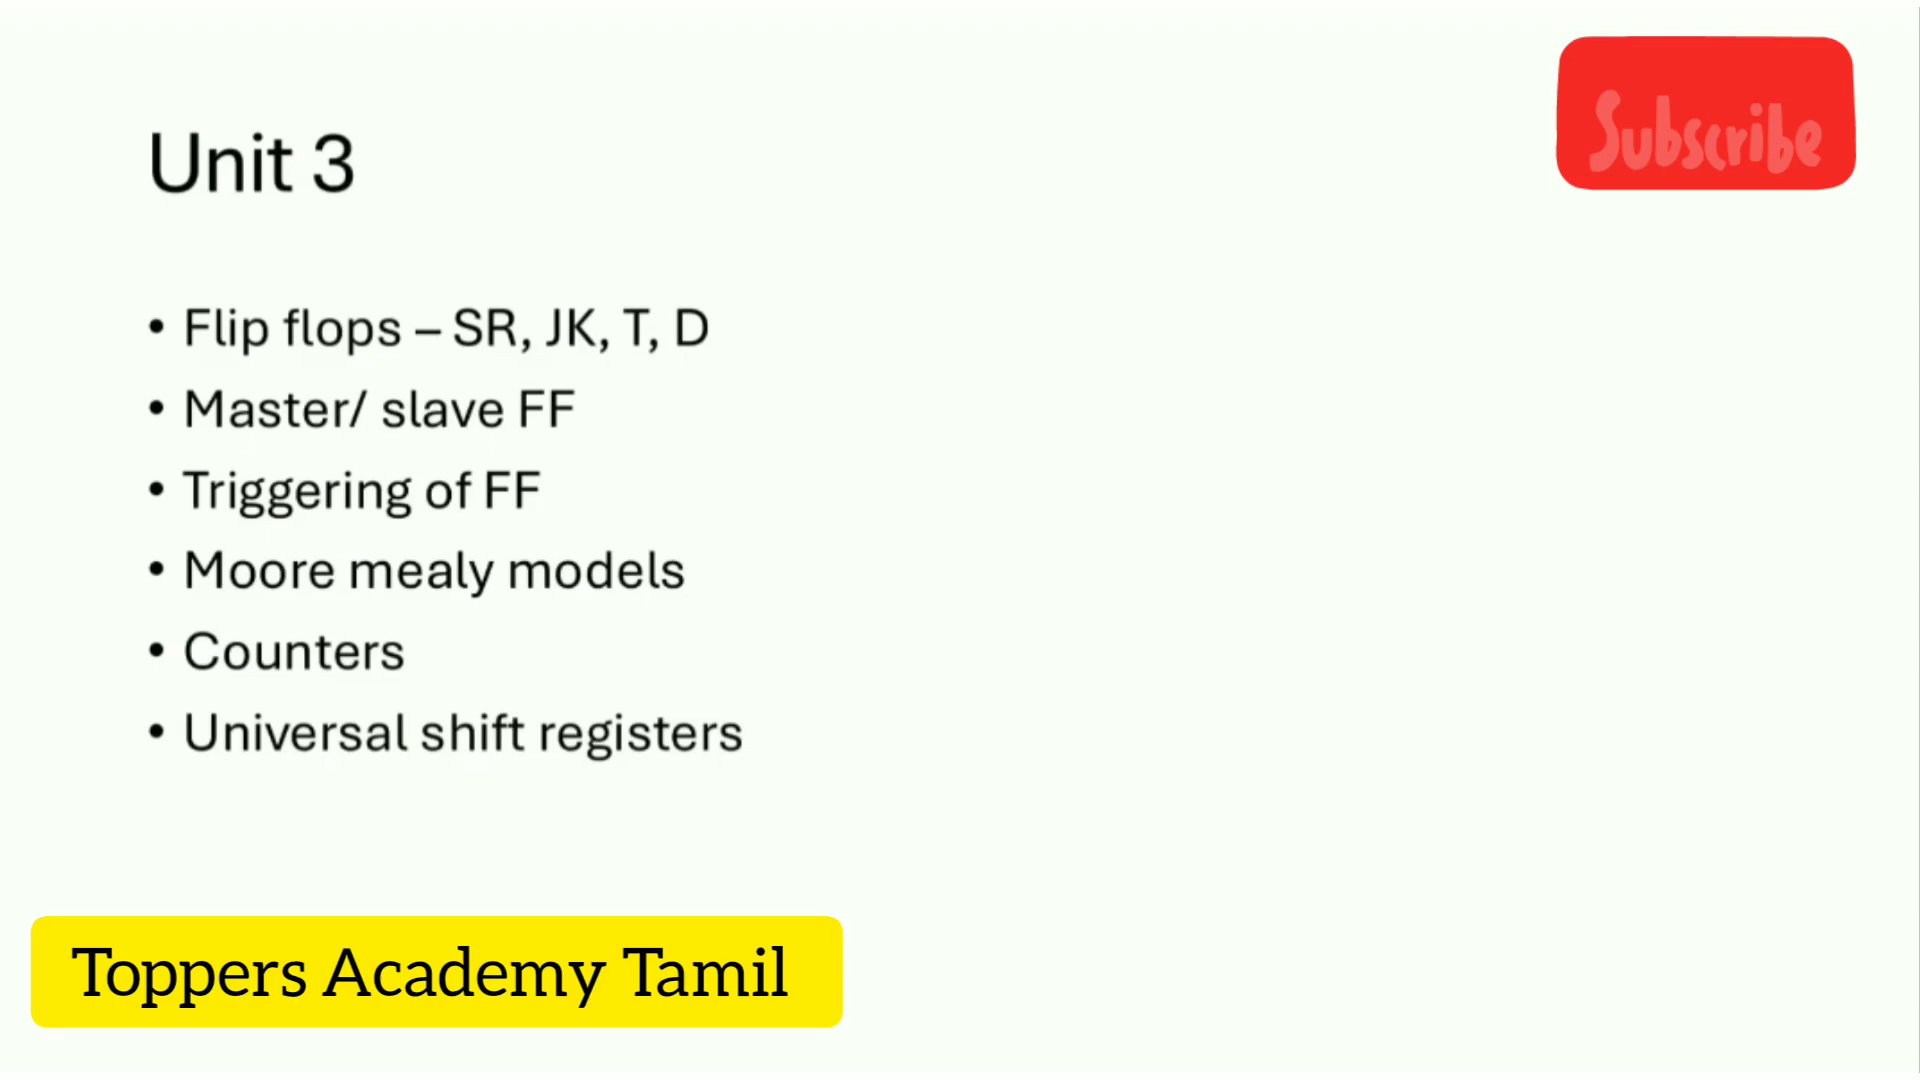 Subscribe
Unit 3
• Flip flops – SR, JK, T, D
• Master/ slave FF
• Triggering of FF
• Moore mealy models
• Counters
• Universal shift registers
Toppers Academy Tamil